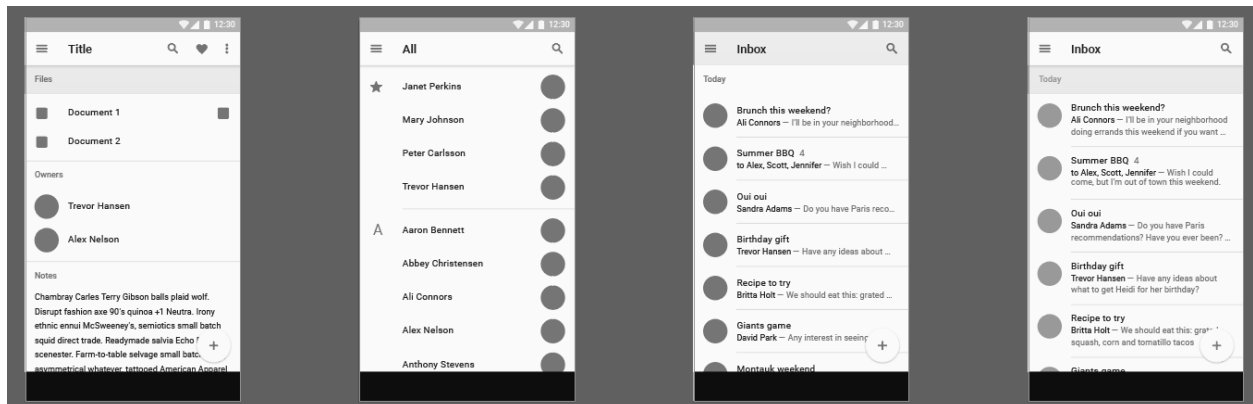 12:30
Title
Files
Document 1
Document 2
Owners
Trevor Hansen
Alex Nelson
Notes
Chambray Carles Terry Gibson balls plaid wolf.
Disrupt fashion axe 90's quinoa +1 Neutra. Irony
ethnic ennui McSweeney's, semiotics small batch
squid direct trade. Readymade salvia Echo
scenester. Farm-to-table selvage small
asymmetrical whatever, tattooed American Apparel
12:30
All
Janet Perkins
Mary Johnson
Peter Carlsson
Trevor Hansen
A Aaron Bennett
Abbey Christensen
Ali Connors
Alex Nelson
Anthony Stevens
12:30
Inbox
Today
Brunch this weekend?
Ali Connors — I'll be in your neighborhood...
Summer BBQ 4
to Alex, Scott, Jennifer — Wish I could ...
Oui oui
Sandra Adams — Do you have Paris reco...
Birthday gift
Trevor Hansen — Have any ideas about ...
Recipe to try
Britta Holt — We should eat this: grated ...
Giants game
David Park — Any interest in seeing
Montauk weekend
12:30
Inbox
Today
Brunch this weekend?
Ali Connors — I'll be in your neighborhood
doing errands this weekend if you want ...
Summer BBQ 4
to Alex, Scott, Jennifer — Wish I could
come, but I'm out of town this weekend.
Oui oui
Sandra Adams — Do you have Paris
recommendations? Have you ever been? ...
Birthday gift
Trevor Hansen — Have any ideas about
what to get Heidi for her birthday?
Recipe to try
Britta Holt — We should eat this:
squash, corn and tomatillo tacos
Giants game